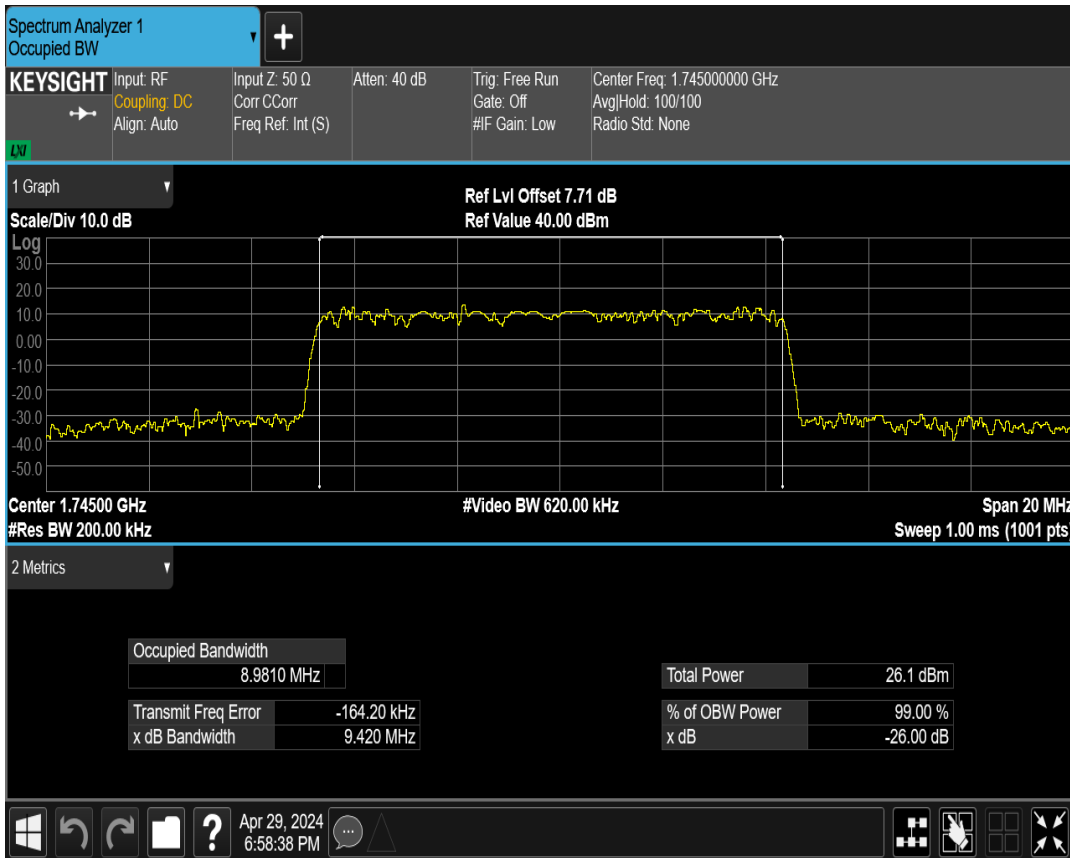 Spectrum Analyzer 1
Occupied BW
KEYSIGHT
LXI
Input: RF
Coupling: DC
Align: Auto
Input Z: 50 Ω
Corr CCorr
Freq Ref: Int (S)
Atten: 40 dB
Trig: Free Run
Gate: Off
#IF Gain: Low
Center Freq: 1.745000000 GHz
Avg|Hold: 100/100
Radio Std: None
1 Graph
Scale/Div 10.0 dB
Ref Lvl Offset 7.71 dB
Ref Value 40.00 dBm
Log
30.0
20.0
10.0
0.00
-10.0
-20.0
-30.0
-40.0
-50.0
Center 1.74500 GHz
#Res BW 200.00 kHz
#Video BW 620.00 kHz
Span 20 MHz
Sweep 1.00 ms (1001 pts)
2 Metrics
Occupied Bandwidth
8.9810 MHz
Transmit Freq Error -164.20 kHz
x dB Bandwidth 9.420 MHz
Total Power 26.1 dBm
% of OBW Power 99.00 %
x dB -26.00 dB
?
Apr 29, 2024
6:58:38 PM